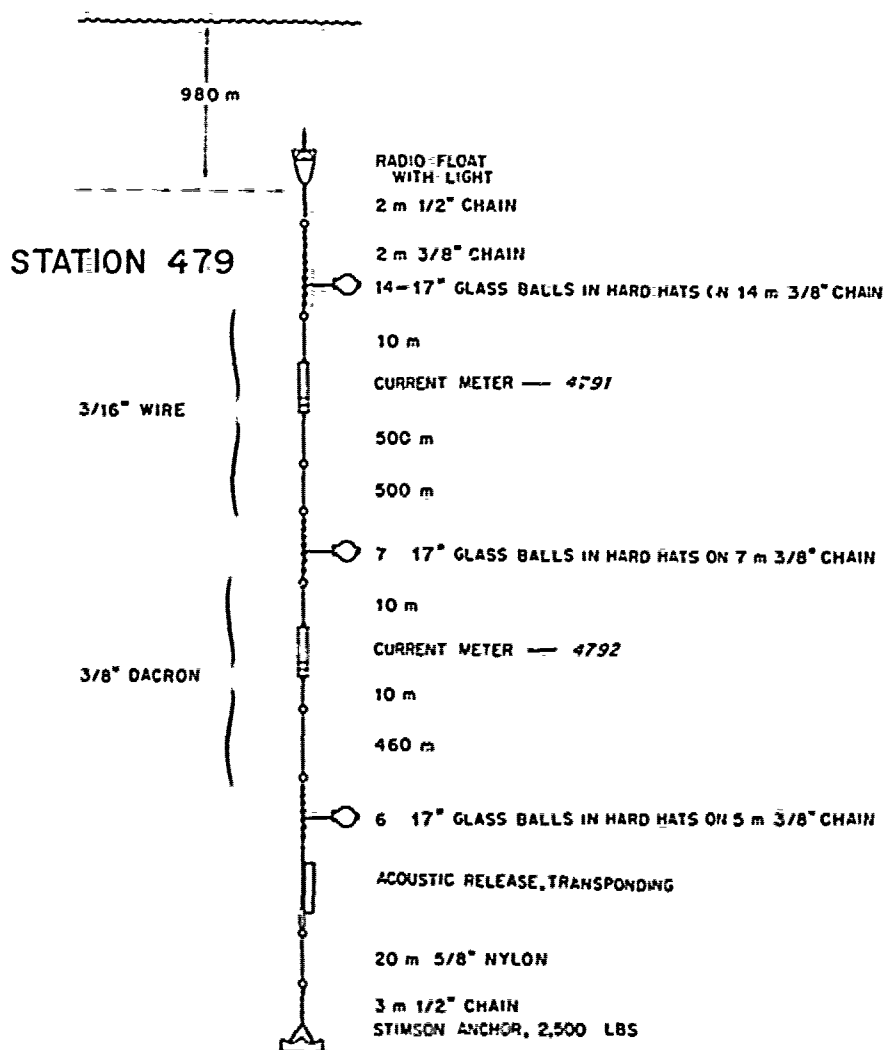 980 m
RADIO FLOAT
WITH LIGHT
2 m 1/2" CHAIN
STATION 479
2 m 3/8" CHAIN
14-17" GLASS BALLS IN HARD HATS ON 14 m 3/8" CHAIN
10 m
CURRENT METER — 4791
3/16" WIRE
500 m
500 m
7 17" GLASS BALLS IN HARD HATS ON 7 m 3/8" CHAIN
10 m
CURRENT METER — 4792
3/8" DACRON
10 m
460 m
6 17" GLASS BALLS IN HARD HATS ON 5 m 3/8" CHAIN
ACOUSTIC RELEASE, TRANSPONDING
20 m 5/8" NYLON
3 m 1/2" CHAIN
STIMSON ANCHOR, 2,500 LBS